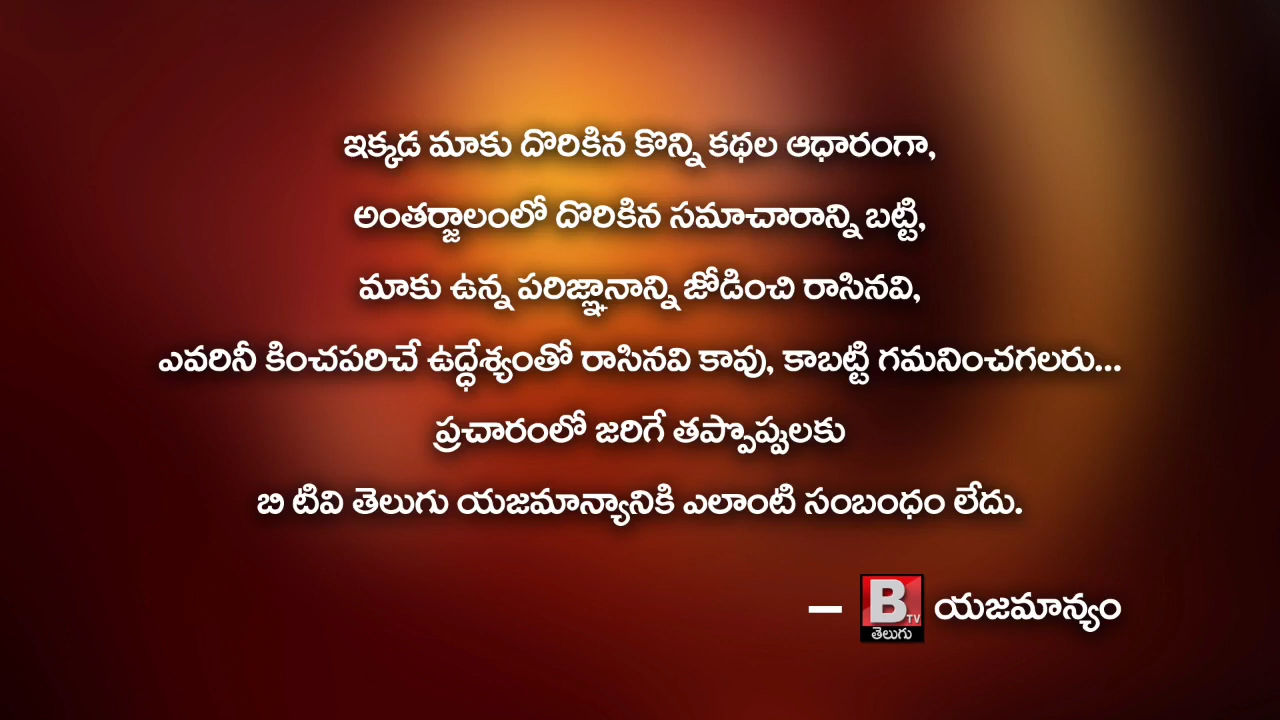 ఇక్కడ మాకు దొరికిన కొన్ని కథల ఆధారంగా,
అంతర్జాలంలో దొరికిన సమాచారాన్ని బట్టి,
మాకు ఉన్న పరిజ్ఞానాన్ని జోడించి రాసినవి,
ఎవరినీ కించపరిచే ఉద్ధేశ్యంతో రాసినవి కావు, కాబట్టి గమనించగలరు...
ప్రచారంలో జరిగే తప్పొప్పులకు
బి టివి తెలుగు యజమాన్యానికి ఎలాంటి సంబంధం లేదు.
– B TV తెలుగు యజమాన్యం